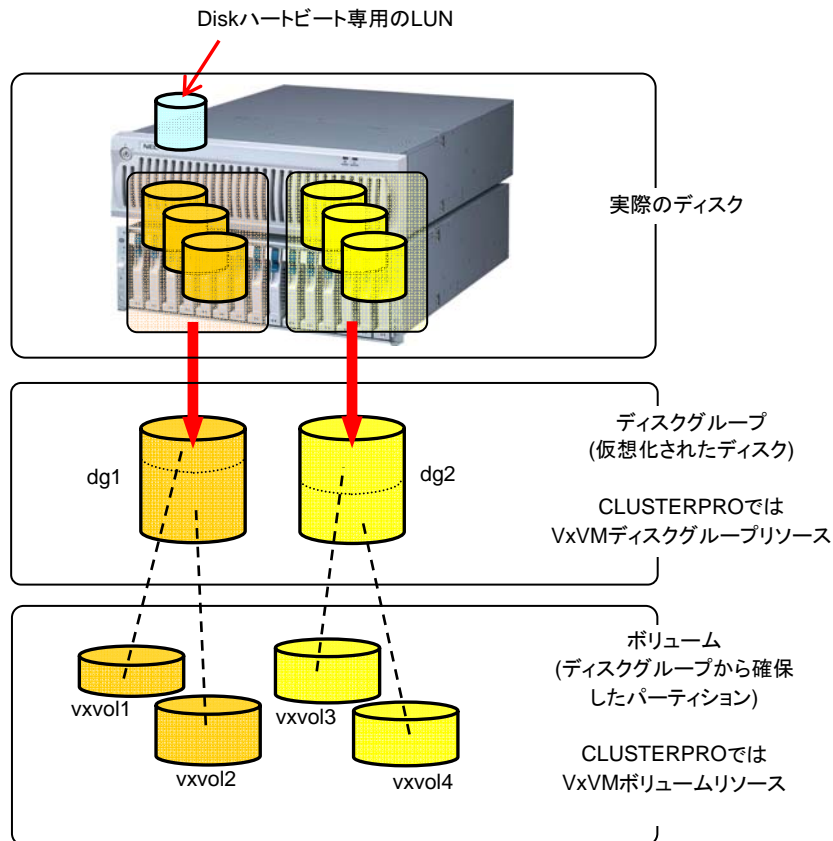 Diskハートビート専用のLUN
NEC
実際のディスク
ディスクグループ
(仮想化されたディスク)
dg1
dg2
CLUSTERPROでは
VxVMディスクグループリソース
ボリューム
(ディスクグループから確保
したパーティション)
vxvol1
vxvol3
vxvol2
vxvol4
CLUSTERPROでは
VxVMボリュームリソース